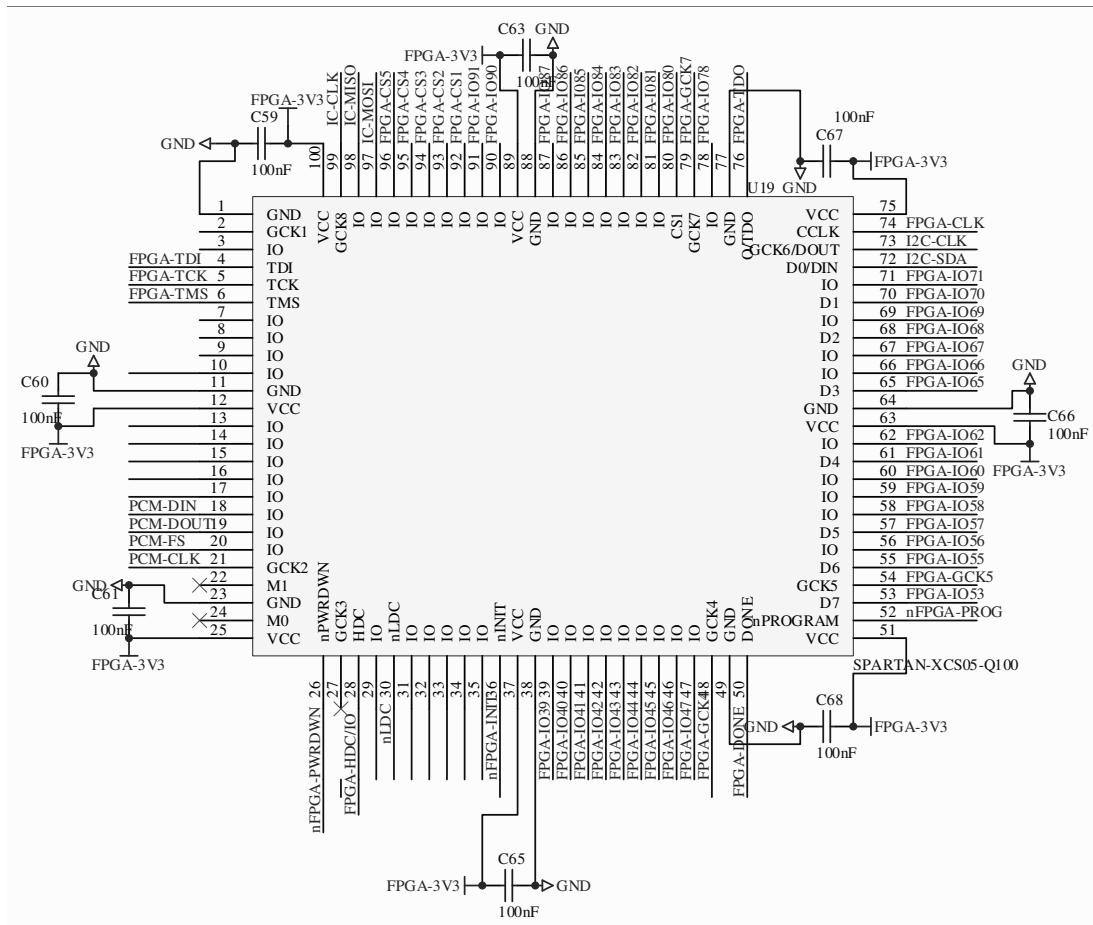 C63
GND
FPGA-3V3
100nF
FPGA-3V3
C59
GND
100nF
100nF
C67
FPGA-3V3
GND
U19
100
99 IC-CLK
98 IC-MISO
97 IC-MOSI
96 FPGA-CS5
95 FPGA-CS4
94 FPGA-CS3
93 FPGA-CS2
92 FPGA-CS1
91 FPGA-IO91
90 FPGA-IO90
89
88
87 FPGA-IO87
86 FPGA-IO86
85 FPGA-IO85
84 FPGA-IO84
83 FPGA-IO83
82 FPGA-IO82
81 FPGA-IO81
80 FPGA-IO80
79 FPGA-GCK7
78 FPGA-IO78
77
76 FPGA-TDO
VCC
GCK8
IO
IO
IO
IO
IO
IO
IO
IO
IO
VCC
GND
IO
IO
IO
IO
IO
IO
IO
CS1
GCK7
IO
GND
O/TDO
1 GND
2 GCK1
3 IO
FPGA-TDI 4 TDI
FPGA-TCK 5 TCK
FPGA-TMS 6 TMS
7 IO
8 IO
9 IO
10 IO
11 GND
12 VCC
13 IO
14 IO
15 IO
16 IO
17 IO
PCM-DIN 18 IO
PCM-DOUT 19 IO
PCM-FS 20 IO
PCM-CLK 21 GCK2
22 M1
23 GND
24 M0
25 VCC
GND
C60
100nF
FPGA-3V3
GND
C61
100nF
FPGA-3V3
VCC 75
CCLK 74 FPGA-CLK
GCK6/DOUT 73 I2C-CLK
D0/DIN 72 I2C-SDA
IO 71 FPGA-IO71
D1 70 FPGA-IO70
IO 69 FPGA-IO69
D2 68 FPGA-IO68
IO 67 FPGA-IO67
IO 66 FPGA-IO66
D3 65 FPGA-IO65
GND 64
VCC 63
IO 62 FPGA-IO62
D4 61 FPGA-IO61
IO 60 FPGA-IO60
IO 59 FPGA-IO59
IO 58 FPGA-IO58
D5 57 FPGA-IO57
IO 56 FPGA-IO56
D6 55 FPGA-IO55
GCK5 54 FPGA-GCK5
D7 53 FPGA-IO53
nPROGRAM 52 nFPGA-PROG
VCC 51
GND
C66
100nF
FPGA-3V3
SPARTAN-XCS05-Q100
nPWRDWN
GCK3
HDC
IO
nLDC
IO
IO
IO
IO
IO
nINIT
VCC
GND
IO
IO
IO
IO
IO
IO
IO
IO
IO
GCK4
GND
DONE
nFPGA-PWRDWN 26
27
FPGA-HDC/IO 28
29
nLDC 30
31
32
33
34
35
nFPGA-INIT 36
37
38
FPGA-IO39 39
FPGA-IO40 40
FPGA-IO41 41
FPGA-IO42 42
FPGA-IO43 43
FPGA-IO44 44
FPGA-IO45 45
FPGA-IO46 46
FPGA-IO47 47
FPGA-GCK4 48
49
FPGA-DONE 50
GND
C68
FPGA-3V3
100nF
C65
FPGA-3V3
GND
100nF